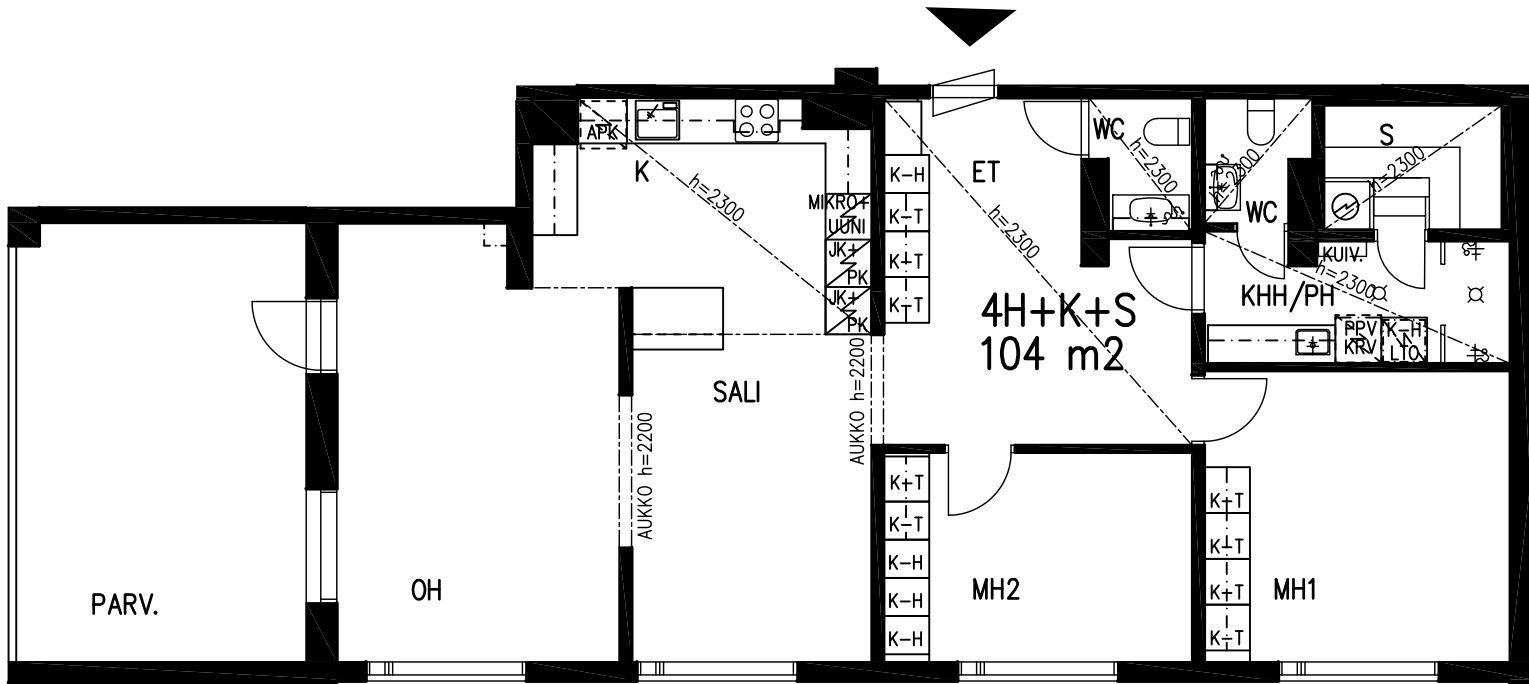 APK
K
h=2300
MIKRO+
UUNI
JK+
PK
JK+
PK
K-H
K-T
K-T
K-T
ET
h=2300
WC
h=2300
WC
h=2300
S
h=2300
KUIV.
h=2300
KHH/PH
PPV
KRV
K-H
LTO
4H+K+S
104 m2
SALI
AUKKO h=2200
AUKKO h=2200
PARV.
OH
K-T
K-T
K-H
K-H
K-H
MH2
K-T
K-T
K-T
K-T
MH1